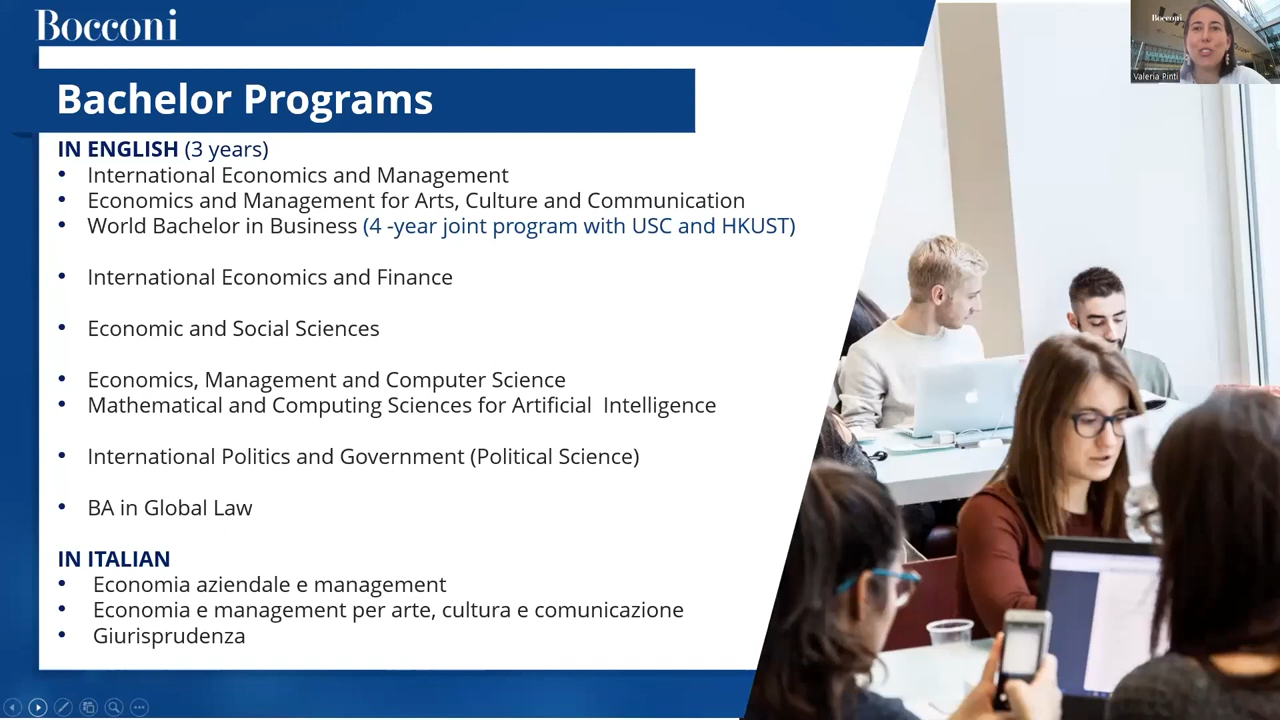 Bocconi
Bocconi
Valeria Pinti
Bachelor Programs
IN ENGLISH (3 years)
• International Economics and Management
• Economics and Management for Arts, Culture and Communication
• World Bachelor in Business (4 -year joint program with USC and HKUST)
• International Economics and Finance
• Economic and Social Sciences
• Economics, Management and Computer Science
• Mathematical and Computing Sciences for Artificial  Intelligence
• International Politics and Government (Political Science)
• BA in Global Law
IN ITALIAN
• Economia aziendale e management
• Economia e management per arte, cultura e comunicazione
• Giurisprudenza